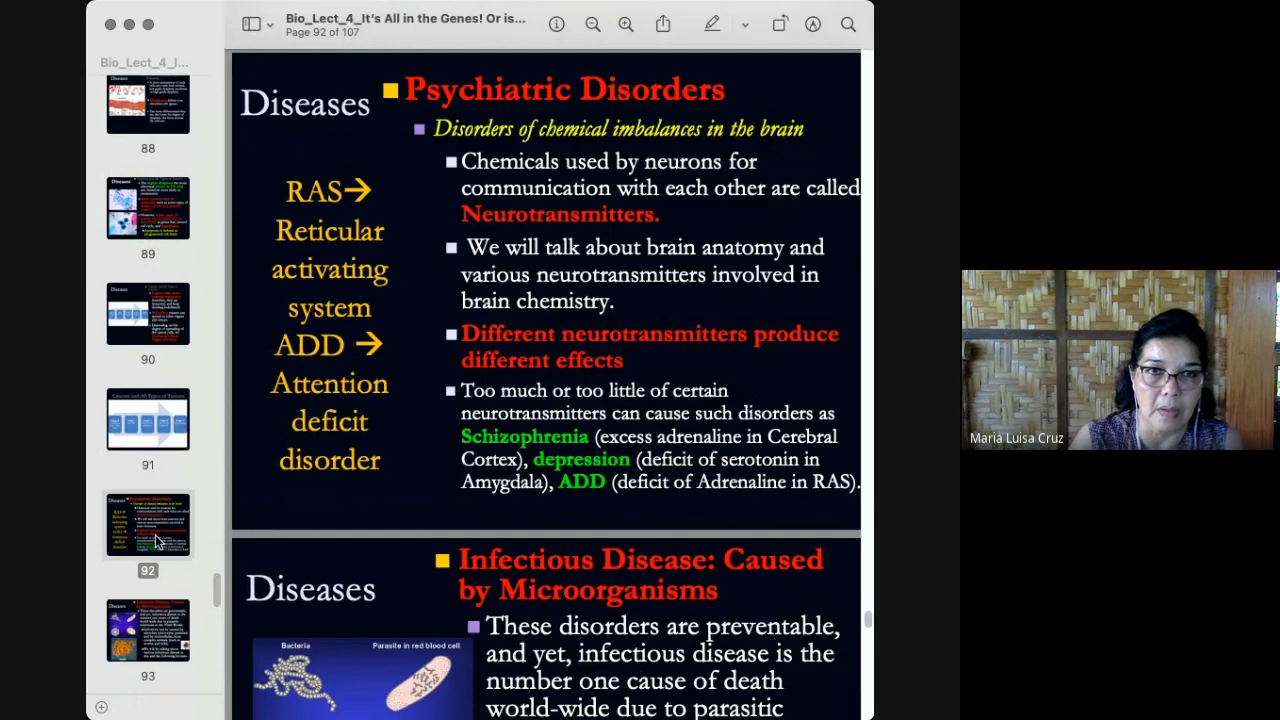 Bio_Lect_4_It's All in the Genes! Or is...
Page 92 of 107
Bio_Lect_4_I...
88
89
90
91
92
93
Diseases
Psychiatric Disorders
Disorders of chemical imbalances in the brain
Chemicals used by neurons for
communication with each other are called
Neurotransmitters.
We will talk about brain anatomy and
various neurotransmitters involved in
brain chemistry.
Different neurotransmitters produce
different effects
Too much or too little of certain
neurotransmitters can cause such disorders as
Schizophrenia (excess adrenaline in Cerebral
Cortex), depression (deficit of serotonin in
Amygdala), ADD (deficit of Adrenaline in RAS).
RAS→
Reticular
activating
system
ADD →
Attention
deficit
disorder
Diseases
Infectious Disease: Caused
by Microorganisms
These disorders are preventable,
and yet, infectious disease is the
number one cause of death
world-wide due to parasitic
Bacteria
Parasite in red blood cell
Maria Luisa Cruz